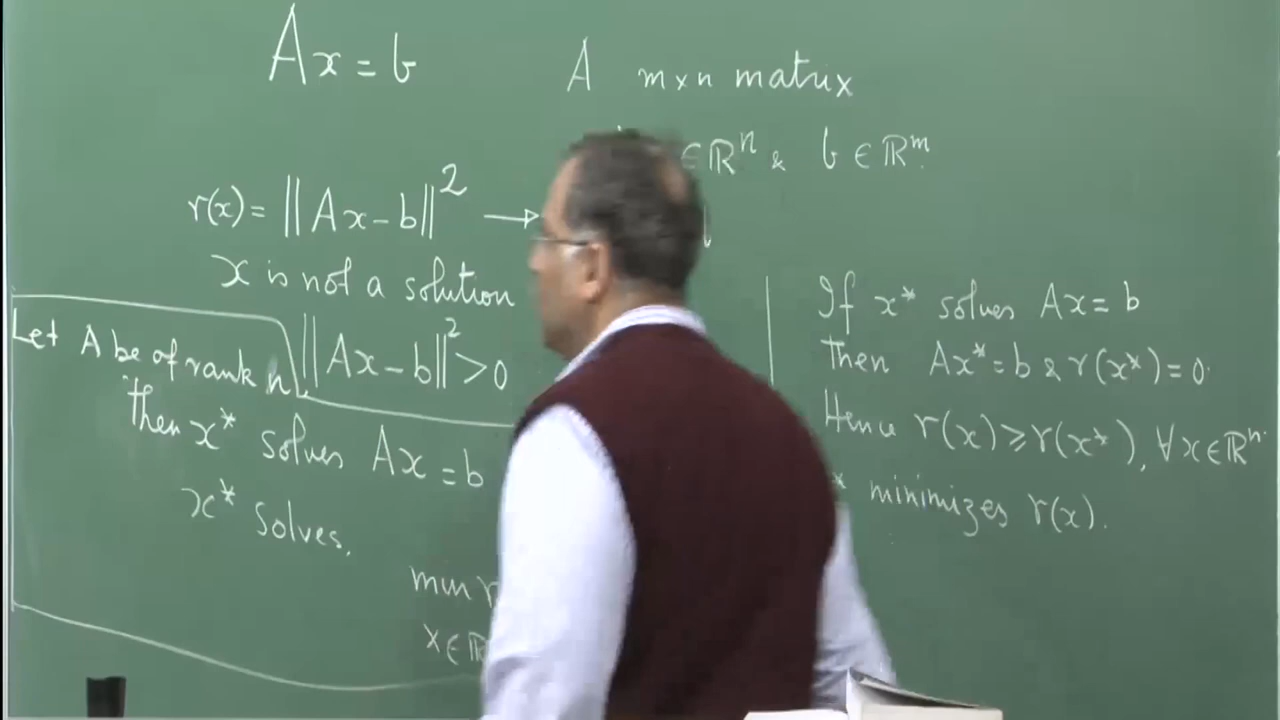 Ax = b
A m×n matrix
∈ ℝⁿ & b ∈ ℝᵐ.
r(x) = ||Ax − b||² →
x is not a solution
||Ax − b||² > 0
Let A be of rank n.
then x* solves Ax = b
x* solves.
min r
x ∈ ℝ
If x* solves Ax = b
Then Ax* = b & r(x*) = 0.
Hence r(x) ≥ r(x*), ∀ x ∈ ℝⁿ.
minimizes r(x).